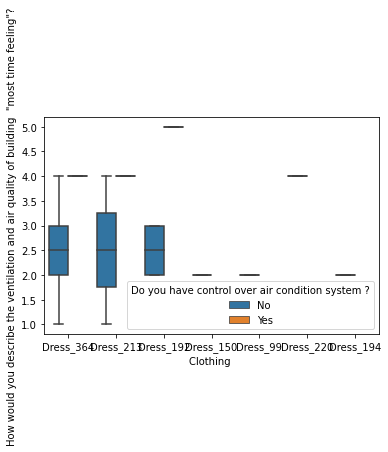 How would you describe the ventilation and air quality of building "most time feeling"?
5.0
4.5
4.0
3.5
3.0
2.5
2.0
1.5
1.0
Do you have control over air condition system ?
No
Yes
Dress_364 Dress_213 Dress_192 Dress_150 Dress_99 Dress_220 Dress_194
Clothing